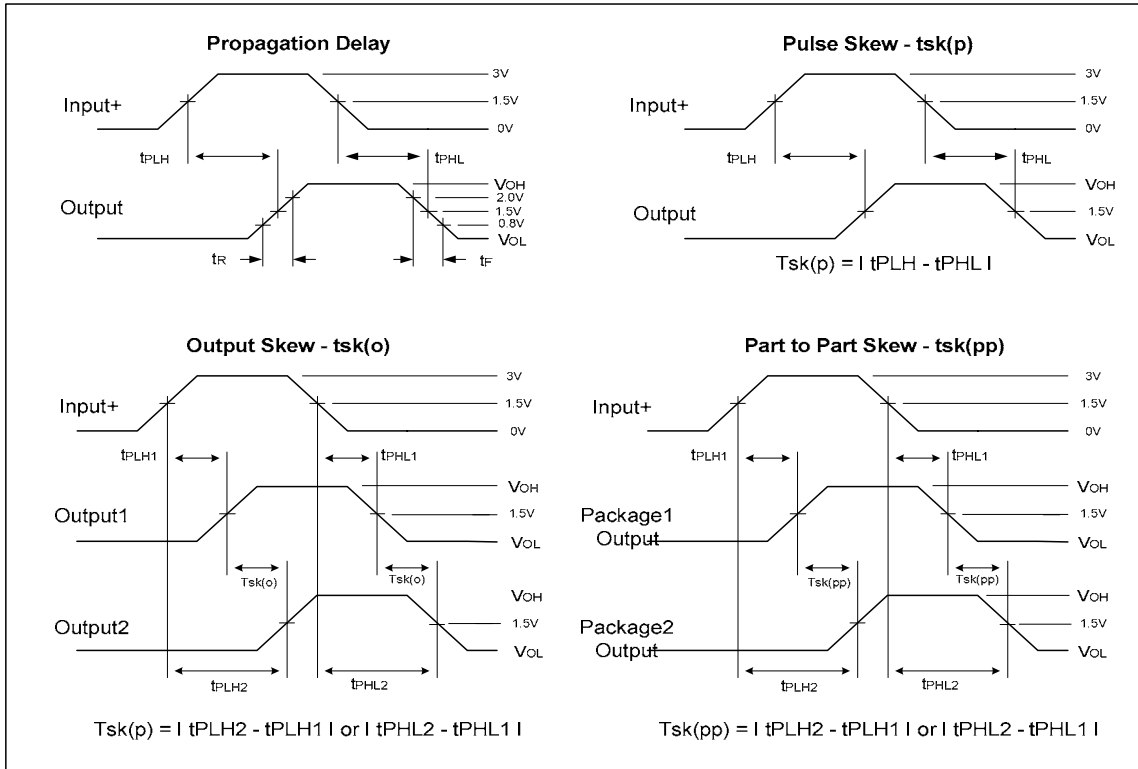 Propagation Delay
3V
Input+
1.5V
0V
tPLH
tPHL
VOH
2.0V
Output
1.5V
0.8V
VOL
tR
tF
Pulse Skew - tsk(p)
3V
Input+
1.5V
0V
tPLH
tPHL
VOH
Output
1.5V
VOL
Tsk(p) = I tPLH - tPHL I
Output Skew - tsk(o)
3V
Input+
1.5V
0V
tPLH1
tPHL1
VOH
Output1
1.5V
VOL
Tsk(o)
Tsk(o)
VOH
Output2
1.5V
VOL
tPLH2
tPHL2
Tsk(p) = I tPLH2 - tPLH1 I or I tPHL2 - tPHL1 I
Part to Part Skew - tsk(pp)
3V
Input+
1.5V
0V
tPLH1
tPHL1
VOH
Package1
1.5V
Output
VOL
Tsk(pp)
Tsk(pp)
VOH
Package2
1.5V
Output
VOL
tPLH2
tPHL2
Tsk(pp) = I tPLH2 - tPLH1 I or I tPHL2 - tPHL1 I